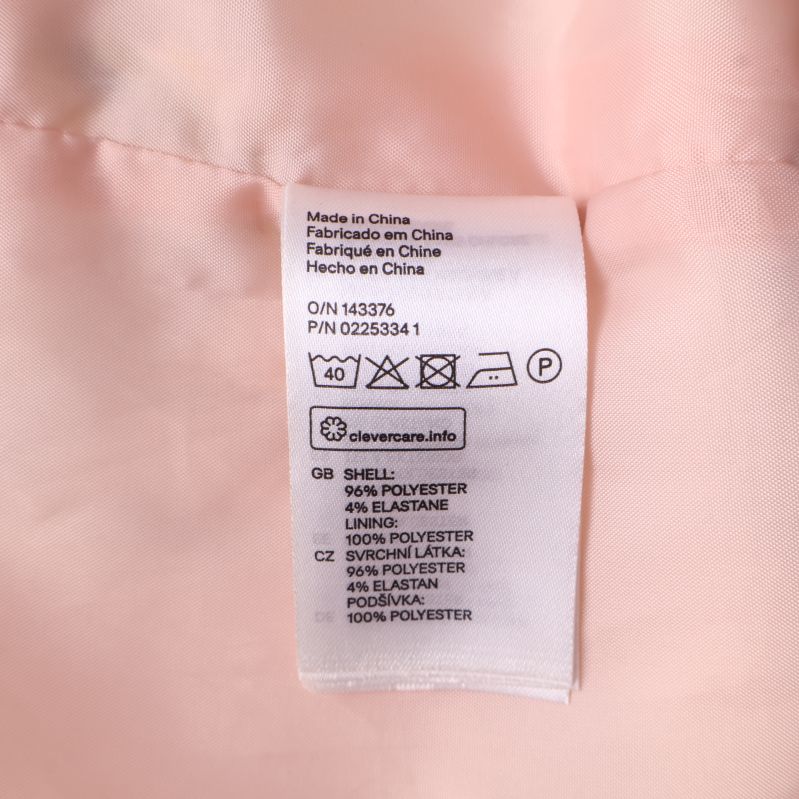 Made in China
Fabricado em China
Fabriqué en Chine
Hecho en China
O/N 143376
P/N 0225334 1
40 P
clevercare.info
GB SHELL:
96% POLYESTER
4% ELASTANE
LINING:
100% POLYESTER
CZ SVRCHNÍ LÁTKA:
96% POLYESTER
4% ELASTAN
PODŠÍVKA:
100% POLYESTER